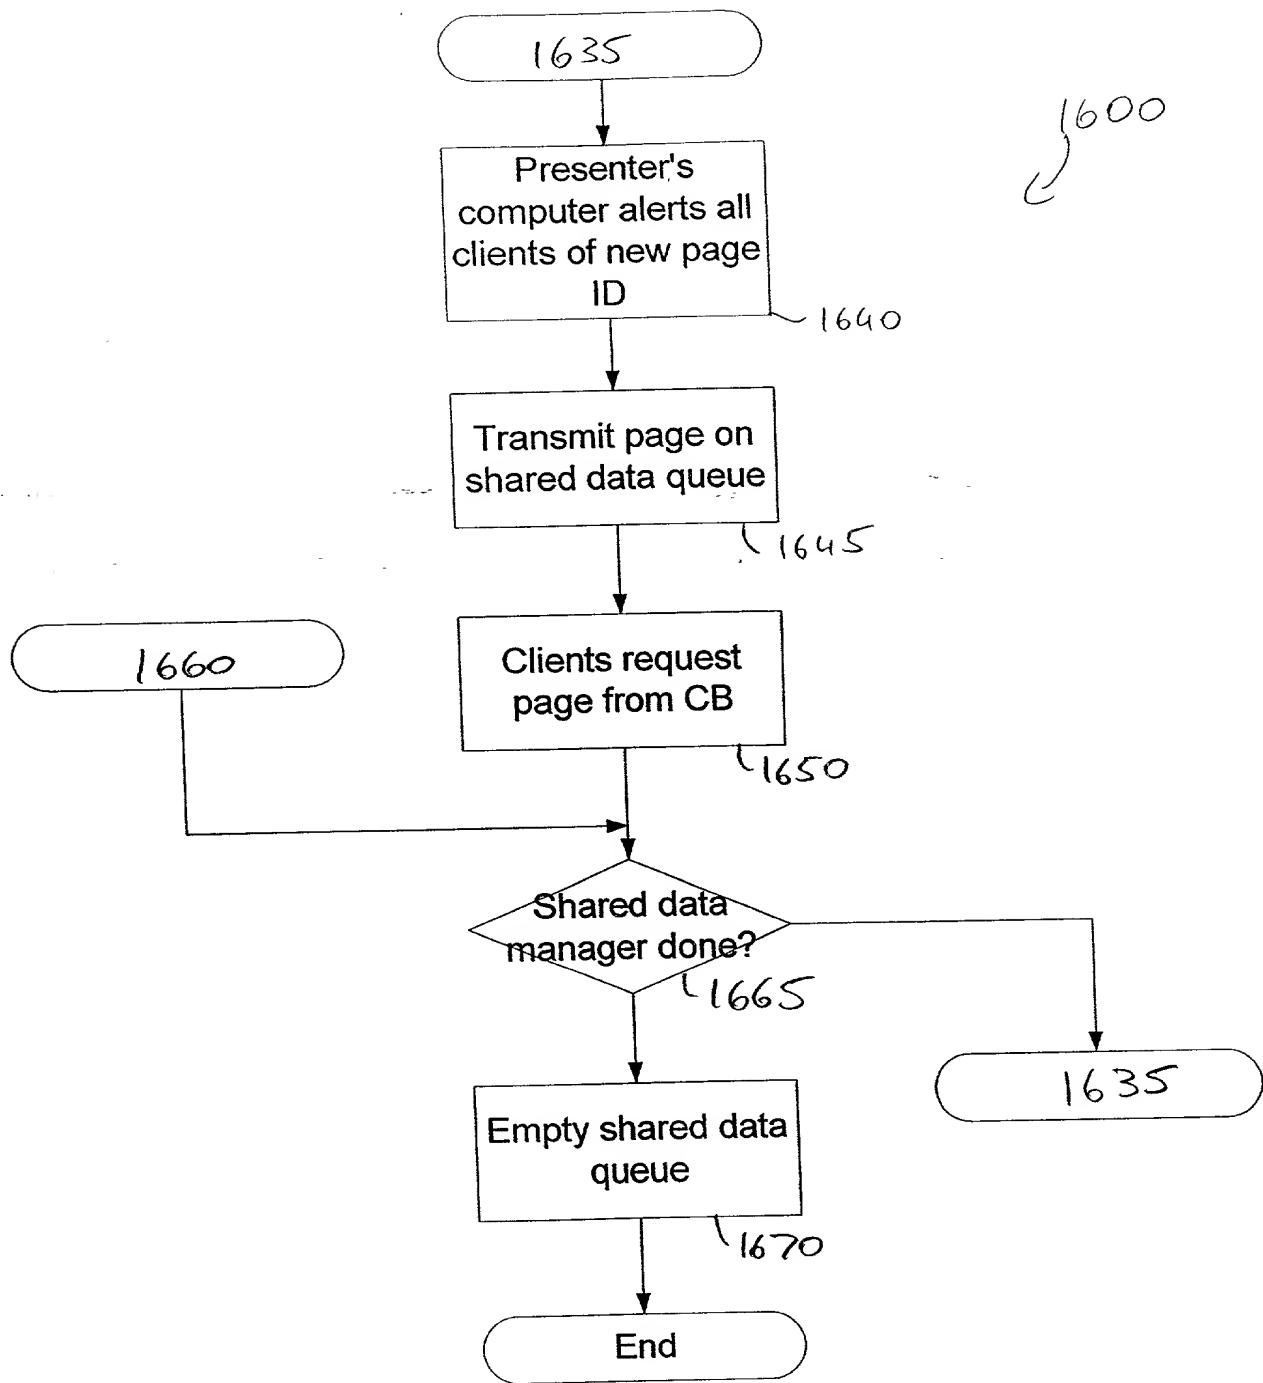 1635
1600
Presenter's
computer alerts all
clients of new page
ID
1640
Transmit page on
shared data queue
1645
1660
Clients request
page from CB
1650
Shared data
manager done?
1665
1635
Empty shared data
queue
1670
End